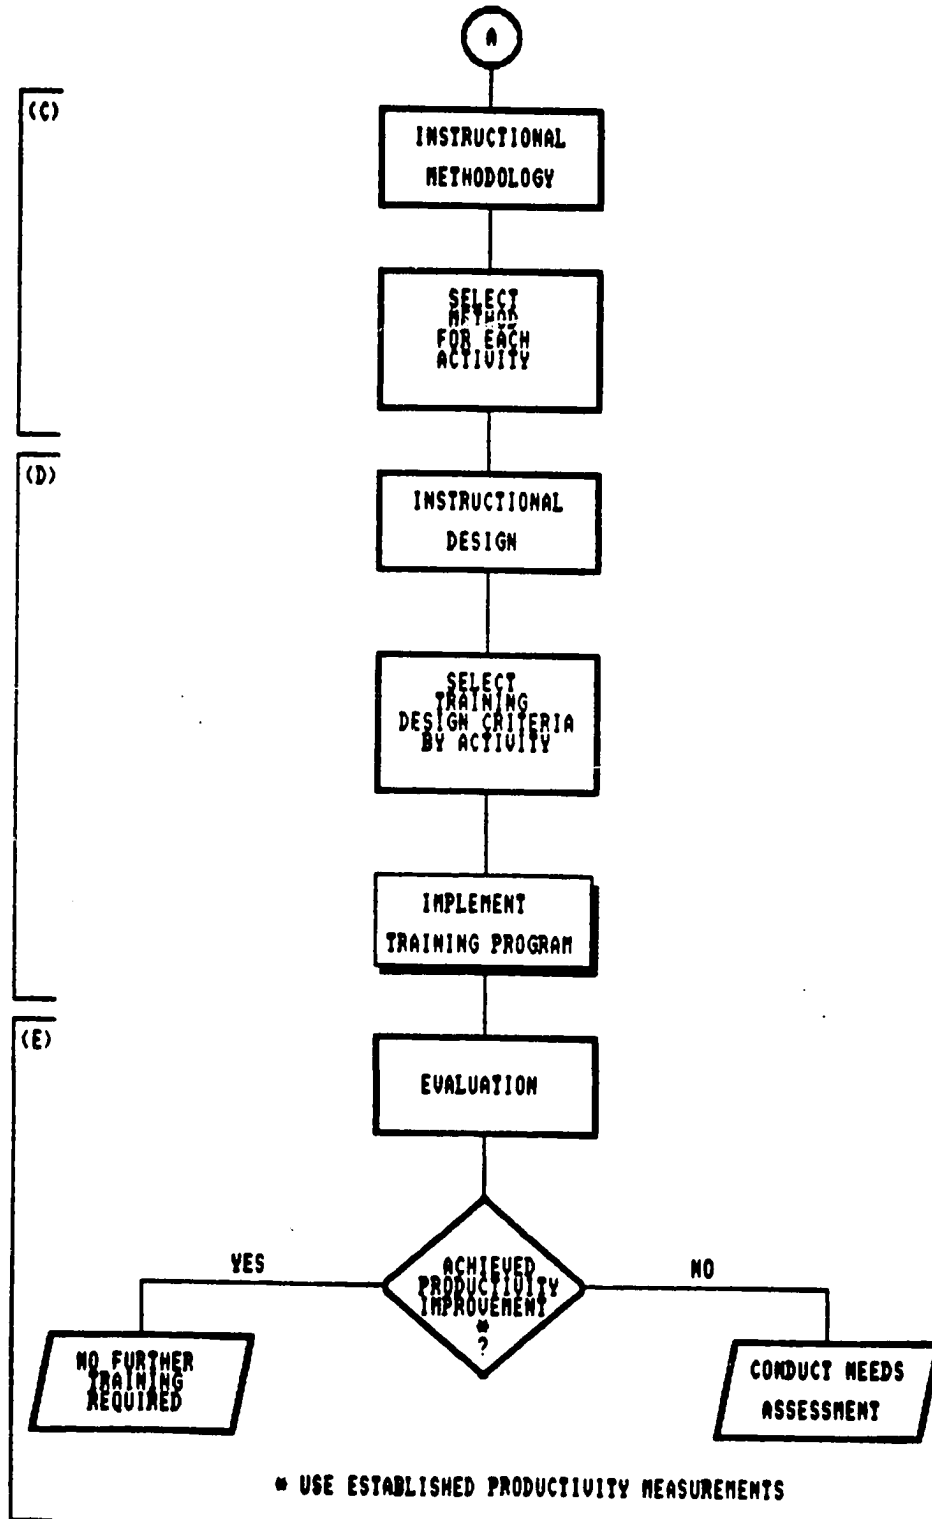 A
(C)
INSTRUCTIONAL
METHODOLOGY
SELECT
METHOD
FOR EACH
ACTIVITY
(D)
INSTRUCTIONAL
DESIGN
SELECT
TRAINING
DESIGN CRITERIA
BY ACTIVITY
IMPLEMENT
TRAINING PROGRAM
(E)
EVALUATION
YES
ACHIEVED
PRODUCTIVITY
IMPROVEMENT
*
?
NO
NO FURTHER
TRAINING
REQUIRED
CONDUCT NEEDS
ASSESSMENT
* USE ESTABLISHED PRODUCTIVITY MEASUREMENTS